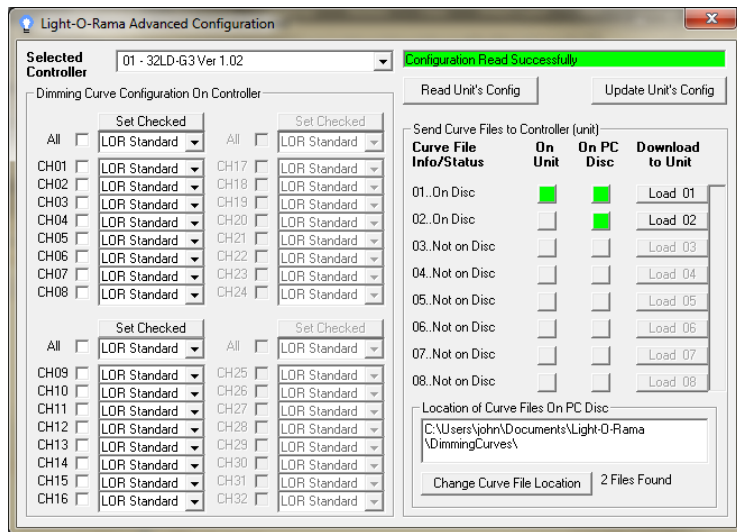 Light-O-Rama Advanced Configuration
Selected Controller
01 - 32LD-G3 Ver 1.02
Configuration Read Successfully
Read Unit's Config Update Unit's Config
Dimming Curve Configuration On Controller
Set Checked Set Checked
All LOR Standard All LOR Standard
CH01 LOR Standard CH17 LOR Standard
CH02 LOR Standard CH18 LOR Standard
CH03 LOR Standard CH19 LOR Standard
CH04 LOR Standard CH20 LOR Standard
CH05 LOR Standard CH21 LOR Standard
CH06 LOR Standard CH22 LOR Standard
CH07 LOR Standard CH23 LOR Standard
CH08 LOR Standard CH24 LOR Standard
Set Checked Set Checked
All LOR Standard All LOR Standard
CH09 LOR Standard CH25 LOR Standard
CH10 LOR Standard CH26 LOR Standard
CH11 LOR Standard CH27 LOR Standard
CH12 LOR Standard CH28 LOR Standard
CH13 LOR Standard CH29 LOR Standard
CH14 LOR Standard CH30 LOR Standard
CH15 LOR Standard CH31 LOR Standard
CH16 LOR Standard CH32 LOR Standard
Send Curve Files to Controller (unit)
Curve File On On PC Download
Info/Status Unit Disc to Unit
01..On Disc Load 01
02..On Disc Load 02
03..Not on Disc Load 03
04..Not on Disc Load 04
05..Not on Disc Load 05
06..Not on Disc Load 06
07..Not on Disc Load 07
08..Not on Disc Load 08
Location of Curve Files On PC Disc
C:\Users\john\Documents\Light-O-Rama
\DimmingCurves\
Change Curve File Location 2 Files Found